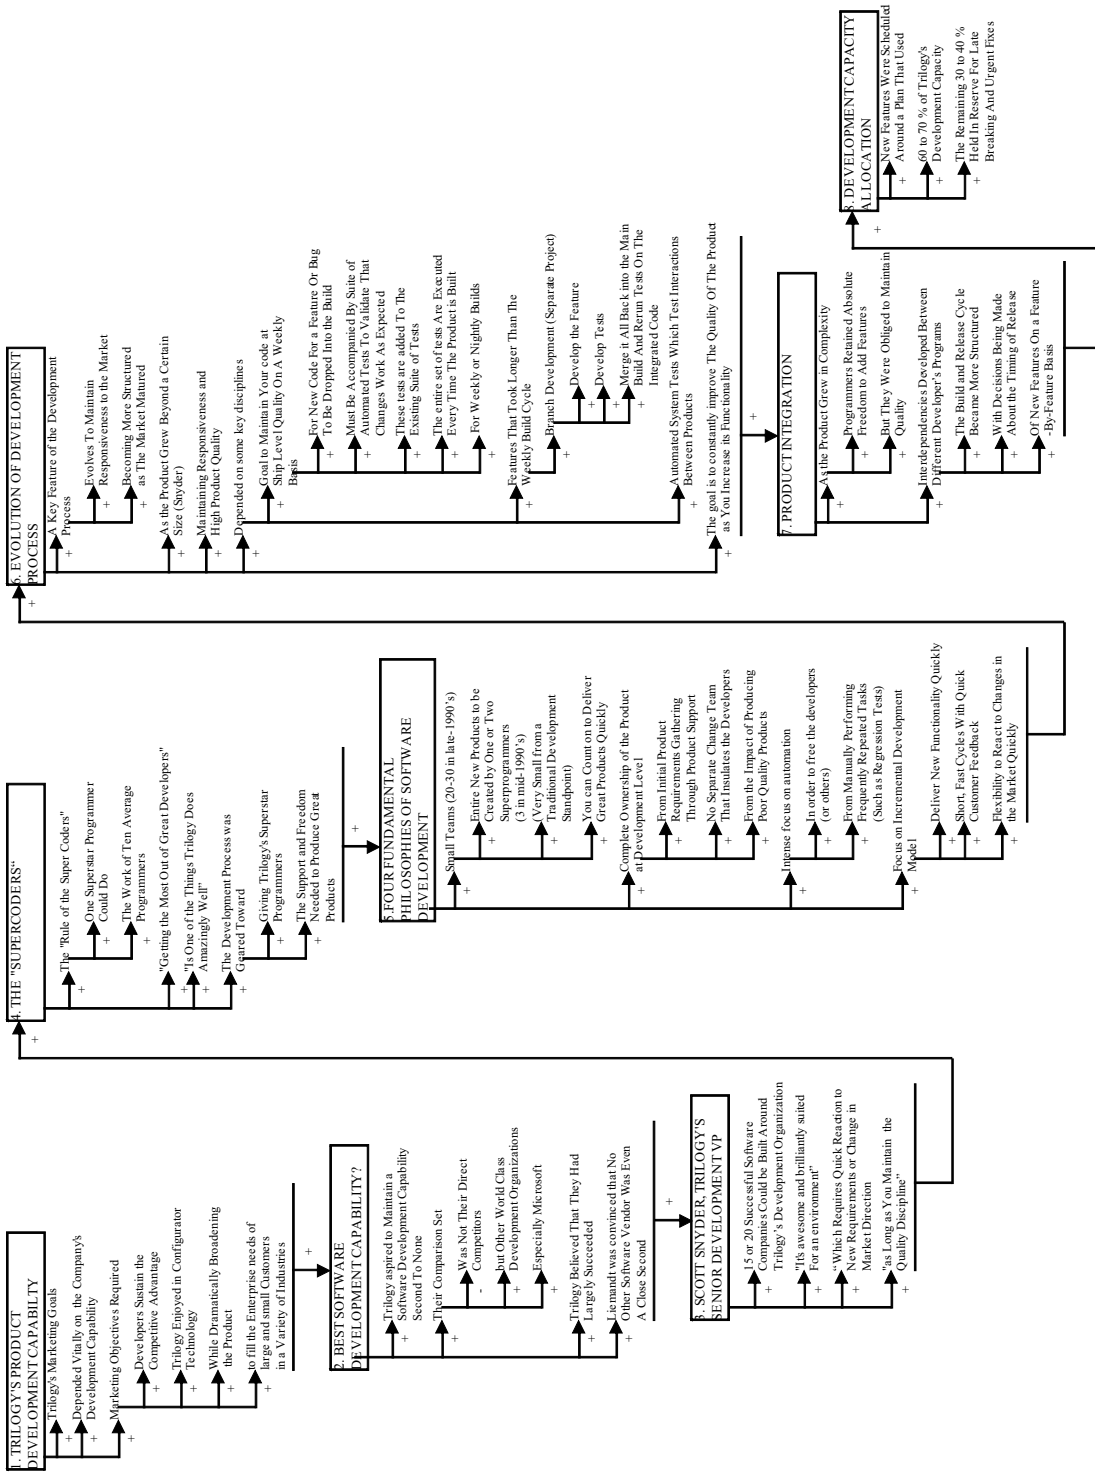 1. TRILOGY'S PRODUCT
DEVELOPMENT CAPABILTY
Trilogy's Marketing Goals
+
Depended Vitally on the Company's
Development Capability
+
Marketing Objectives Required
+
Developers Sustain the
Competitive Advantage
+
Trilogy Enjoyed in Configurator
Technology
+
While Dramatically Broadening
the Product
+
to fill the Enterprise needs of
large and small Customers
in a Variety of Industries
+
+
2. BEST SOFTWARE
DEVELOPMENT CAPABILITY?
Trilogy aspired to Maintain a
Software Development Capability
Second To None
+
Their Comparison Set
+
Was Not Their Direct
Competitors
-
but Other World Class
Development Organizations
+
Especially Microsoft
+
Trilogy Believed That They Had
Largely Succeeded
+
Liemandt was convinced that No
Other Software Vendor Was Even
A Close Second
+
+
3. SCOTT SNYDER, TRILOGY'S
SENIOR DEVELOPMENT VP
15 or 20 Successful Software
Companies Could be Built Around
Trilogy's Development Organization
+
"It's awesome and brilliantly suited
For an environment"
+
"Which Requires Quick Reaction to
New Requirements or Change in
Market Direction
+
"as Long as You Maintain the
Quality Discipline"
+
+
4. THE "SUPERCODERS"
The "Rule of the Super Coders"
+
One Superstar Programmer
Could Do
+
The Work of Ten Average
Programmers
+
"Getting the Most Out of Great Developers"
+
"Is One of the Things Trilogy Does
Amazingly Well"
+
The Development Process was
Geared Toward
+
Giving Trilogy's Superstar
Programmers
+
The Support and Freedom
Needed to Produce Great
Products
+
+
5. FOUR FUNDAMENTAL
PHILOSOPHIES OF SOFTWARE
DEVELOPMENT
Small Teams (20-30 in late-1990's)
+
Entire New Products to be
Created by One or Two
Superprogrammers
(3 in mid-1990's)
+
(Very Small from a
Traditional Development
Standpoint)
+
You can Count on to Deliver
Great Products Quickly
+
Complete Ownership of the Product
at Development Level
+
From Initial Product
Requirements Gathering
Through Product Support
+
No Separate Change Team
That Insulates the Developers
+
From the Impact of Producing
Poor Quality Products
+
Intense focus on automation
+
In order to free the developers
(or others)
+
From Manually Performing
Frequently Repeated Tasks
(Such as Regression Tests)
+
Focus on Incremental Development
Model
+
Deliver New Functionality Quickly
+
Short, Fast Cycles With Quick
Customer Feedback
+
Flexibility to React to Changes in
the Market Quickly
+
+
6. EVOLUTION OF DEVELOPMENT
PROCESS
A Key Feature of the Development
Process
+
Evolves To Maintain
Responsiveness to the Market
+
Becoming More Structured
as The Market Matured
+
As the Product Grew Beyond a Certain
Size (Snyder)
+
Maintaining Responsiveness and
High Product Quality
+
Depended on some key disciplines
+
Goal to Maintain Your code at
Ship Level Quality On A Weekly
Basis
+
For New Code For a Feature Or Bug
To Be Dropped Into the Build
+
Must Be Accompanied By Suite of
Automated Tests To Validate That
Changes Work As Expected
+
These tests are added To The
Existing Suite of Tests
+
The entire set of tests Are Executed
Every Time The Product is Built
+
For Weekly or Nightly Builds
+
Features That Took Longer Than The
Weekly Build Cycle
+
Branch Development (Separate Project)
+
Develop the Feature
+
Develop Tests
+
Merge it All Back into the Main
Build And Rerun Tests On The
Integrated Code
+
Automated System Tests Which Test Interactions
Between Products
+
The goal is to constantly improve The Quality Of The Product
as You Increase its Functionality
+
+
7. PRODUCT INTEGRATION
As the Product Grew in Complexity
+
Programmers Retained Absolute
Freedom to Add Features
+
But They Were Obliged to Maintain
Quality
+
Interdependencies Developed Between
Different Developer's Programs
+
The Build and Release Cycle
Became More Structured
+
With Decisions Being Made
About the Timing of Release
+
Of New Features On a Feature
-By-Feature Basis
+
+
8. DEVELOPMENT CAPACITY
ALLOCATION
New Features Were Scheduled
Around a Plan That Used
+
60 to 70 % of Trilogy's
Development Capacity
+
The Remaining 30 to 40 %
Held In Reserve For Late
Breaking And Urgent Fixes
+